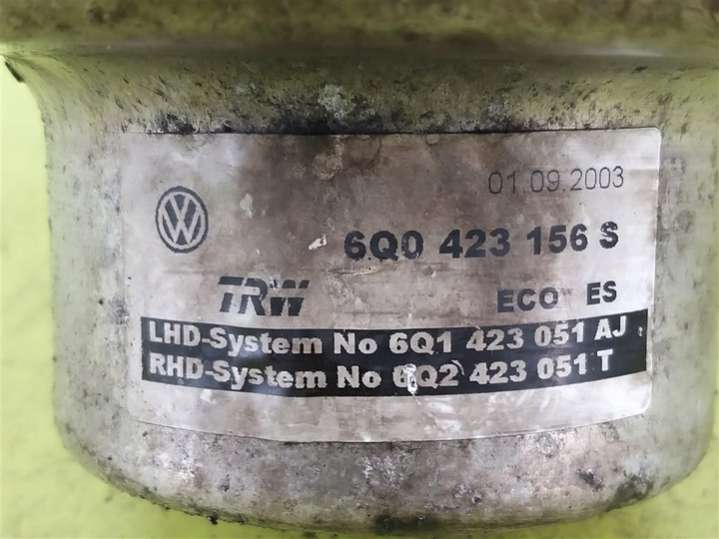 01.09.2003
VW
6Q0 423 156 S
TRW ECO ES
LHD-System No 6Q1 423 051 AJ
RHD-System No 6Q2 423 051 T